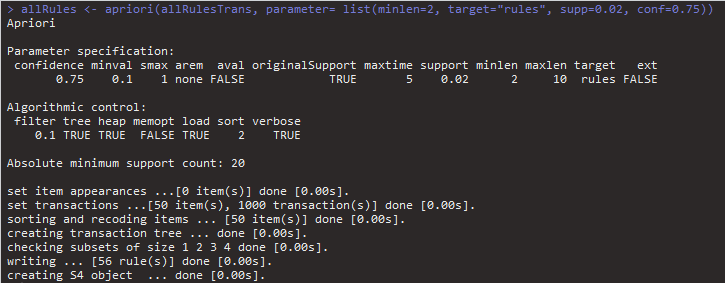 > allRules <- apriori(allRulesTrans, parameter= list(minlen=2, target="rules", supp=0.02, conf=0.75))
Apriori
Parameter specification:
confidence minval smax arem aval originalSupport maxtime support minlen maxlen target ext
0.75 0.1 1 none FALSE TRUE 5 0.02 2 10 rules FALSE
Algorithmic control:
filter tree heap memopt load sort verbose
0.1 TRUE TRUE FALSE TRUE 2 TRUE
Absolute minimum support count: 20
set item appearances ...[0 item(s)] done [0.00s].
set transactions ...[50 item(s), 1000 transaction(s)] done [0.00s].
sorting and recoding items ... [50 item(s)] done [0.00s].
creating transaction tree ... done [0.00s].
checking subsets of size 1 2 3 4 done [0.00s].
writing ... [56 rule(s)] done [0.00s].
creating S4 object  ... done [0.00s].